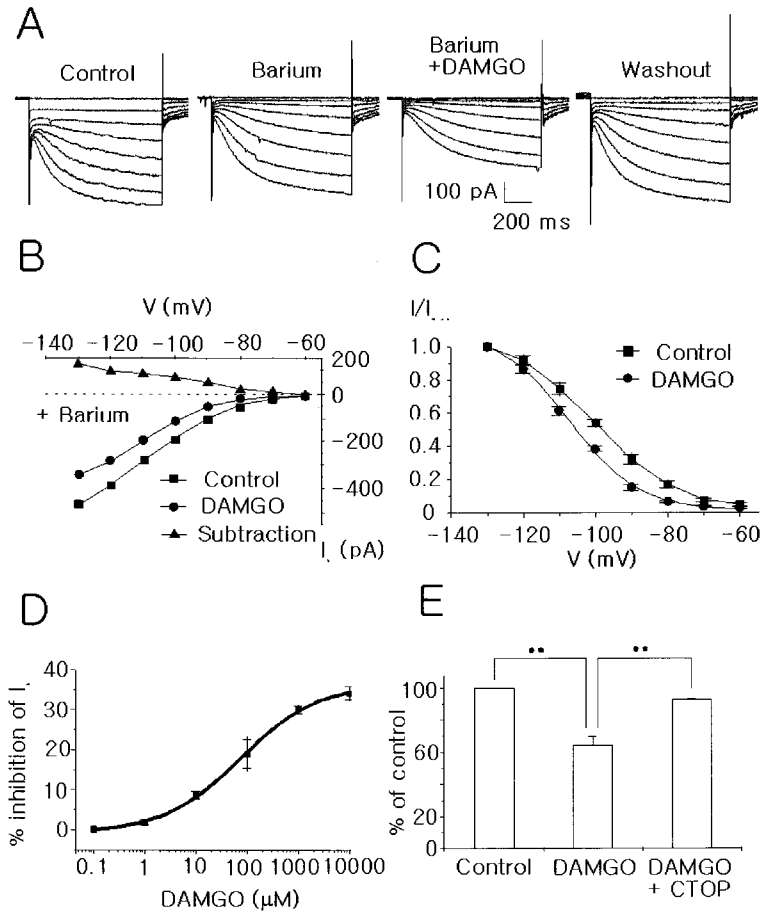 A
Control
Barium
Barium
+DAMGO
Washout
100 pA
200 ms
B
V (mV)
-140 -120 -100 -80 -60
200
0
-200
-400
+ Barium
Control
DAMGO
Subtraction
(pA)
C
1.0
0.8
0.6
0.4
0.2
0
Control
DAMGO
-140 -120 -100 -80 -60
V (mV)
D
% inhibition of
40
30
20
10
0
0.1 1 10 100 1000 10000
DAMGO (μM)
E
% of control
100
60
20
0
** **
Control DAMGO DAMGO
+ CTOP